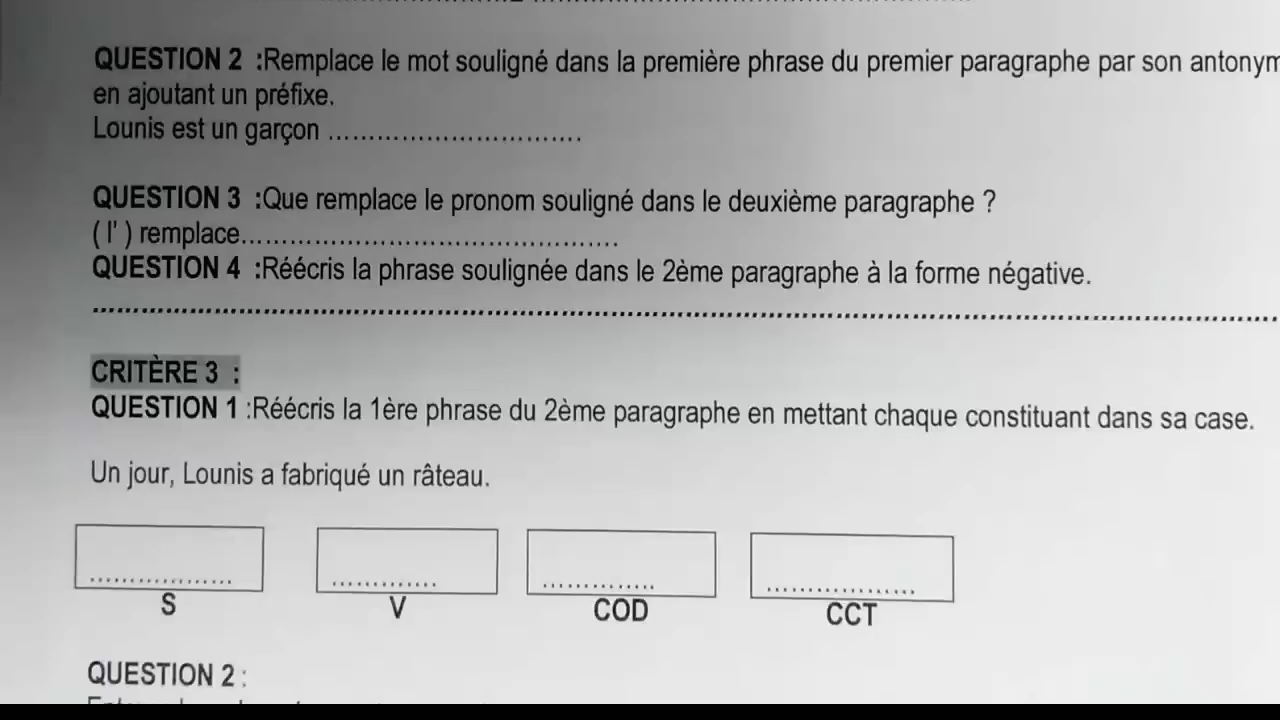 QUESTION 2 :Remplace le mot souligné dans la première phrase du premier paragraphe par son antonym
en ajoutant un préfixe.
Lounis est un garçon ...............................
QUESTION 3 :Que remplace le pronom souligné dans le deuxième paragraphe ?
( l' ) remplace..............................................
QUESTION 4 :Réécris la phrase soulignée dans le 2ème paragraphe à la forme négative.
................................................................................
CRITÈRE 3 :
QUESTION 1 :Réécris la 1ère phrase du 2ème paragraphe en mettant chaque constituant dans sa case.
Un jour, Lounis a fabriqué un râteau.
.................. ............. .............. ..................
S V COD CCT
QUESTION 2 :